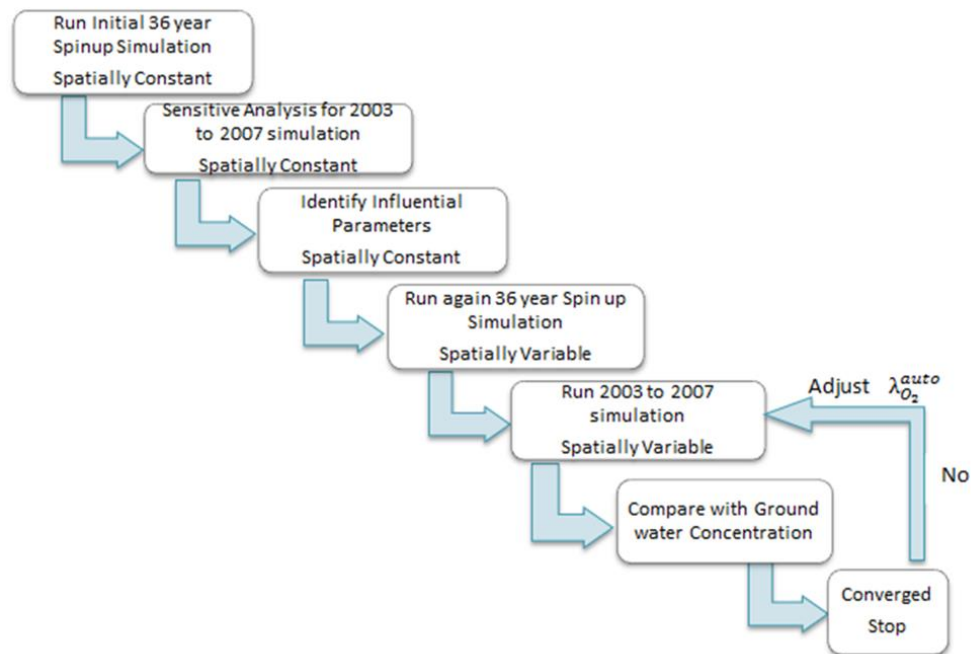 Run Initial 36 year
Spinup Simulation
Spatially Constant
Sensitive Analysis for 2003
to 2007 simulation
Spatially Constant
Identify Influential
Parameters
Spatially Constant
Run again 36 year Spin up
Simulation
Spatially Variable
Run 2003 to 2007
simulation
Spatially Variable
Adjust λ_{O_2}^{auto}
No
Compare with Ground
water Concentration
Converged
Stop